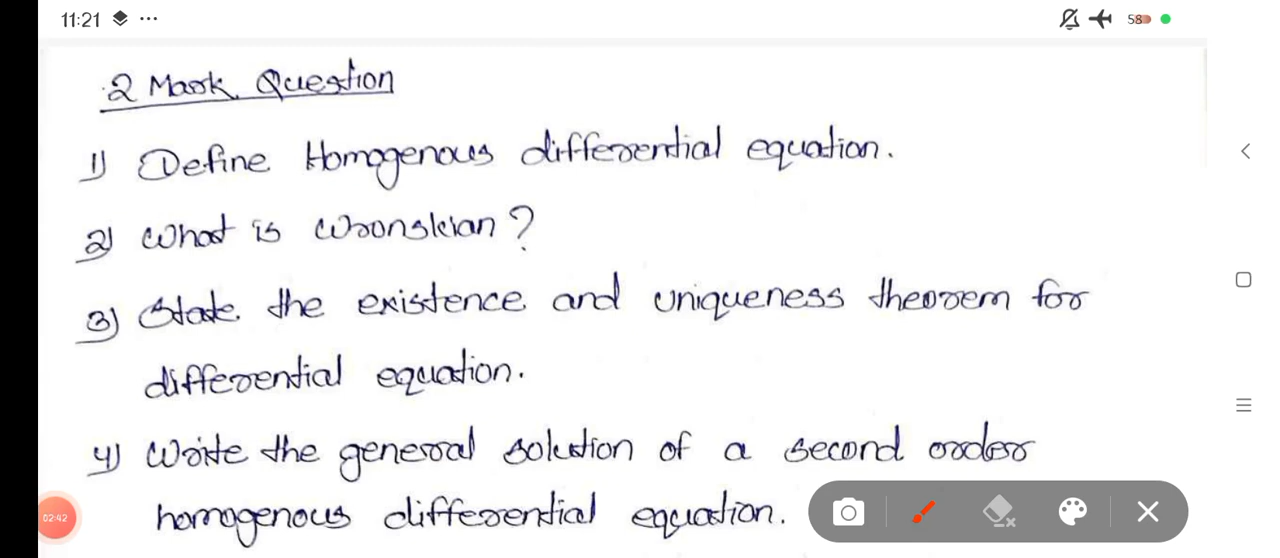 11:21
58
2 Mark Question
1) Define Homogenous differential equation.
2) What is Wronskian?
3) State the existence and uniqueness theorem for
differential equation.
4) Write the general solution of a second order
homogenous differential equation.
02:42